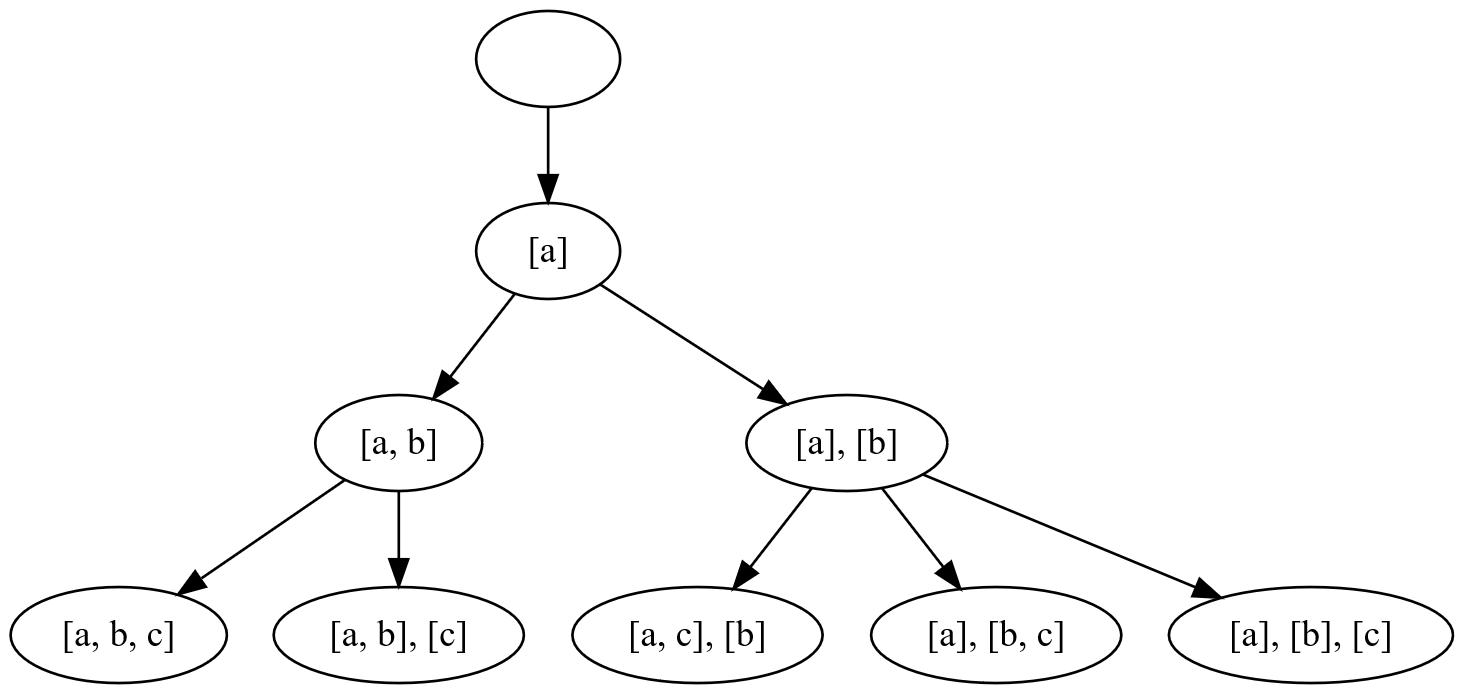 [a]
[a, b]
[a], [b]
[a, b, c]
[a, b], [c]
[a, c], [b]
[a], [b, c]
[a], [b], [c]